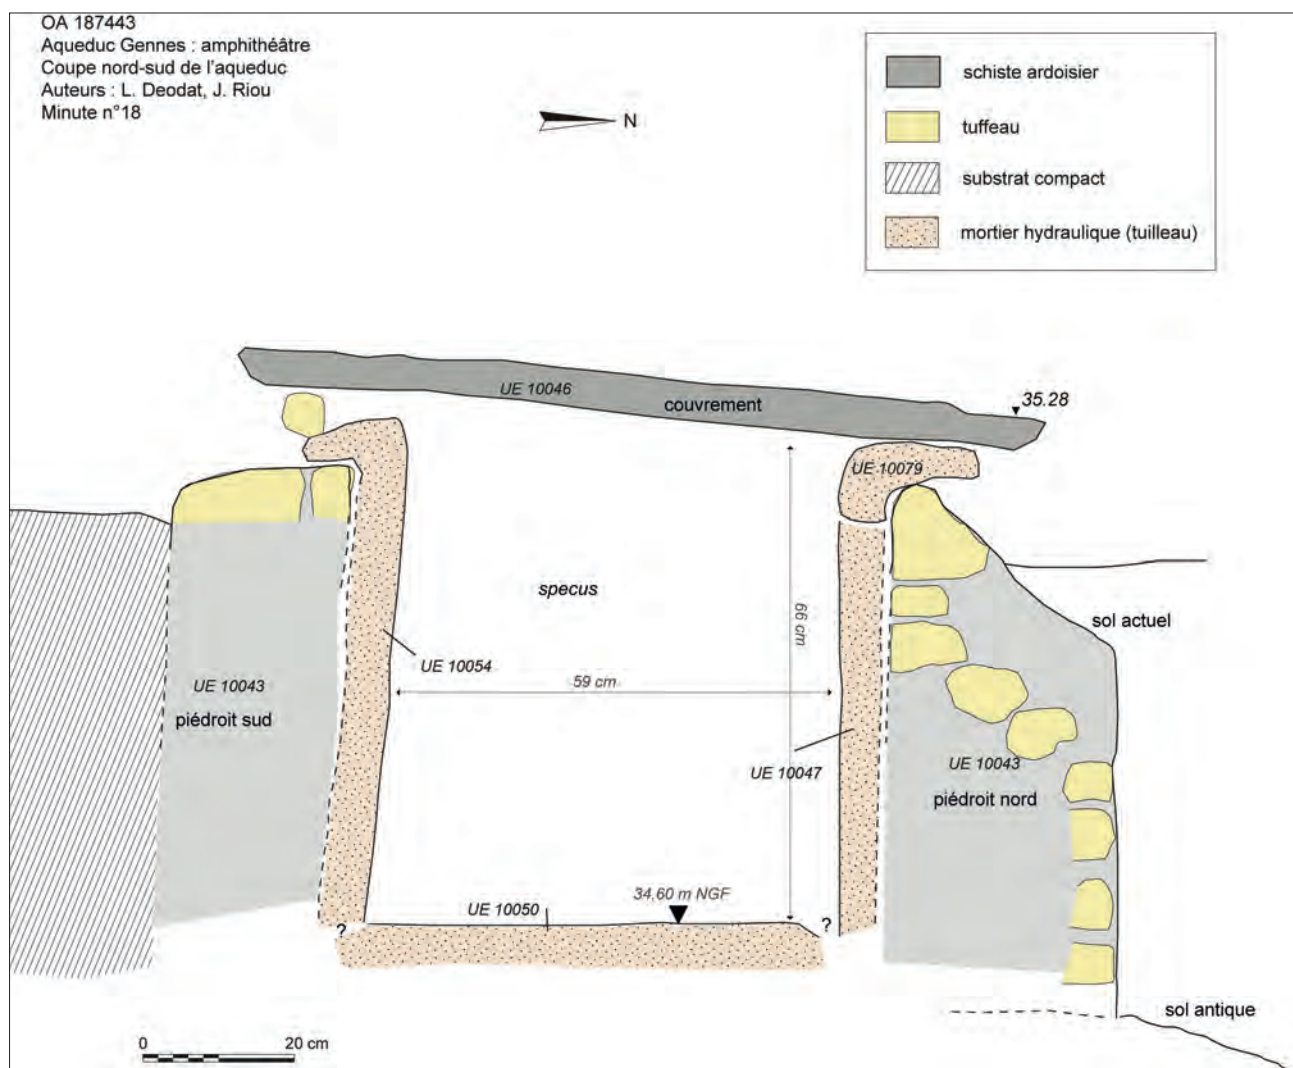 OA 187443
Aqueduc Gennes : amphithéâtre
Coupe nord-sud de l'aqueduc
Auteurs : L. Deodat, J. Riou
Minute n°18
N
schiste ardoisier
tuffeau
substrat compact
mortier hydraulique (tuilleau)
UE 10046
couvrement
35.28
UE 10079
specus
66 cm
sol actuel
UE 10054
59 cm
UE 10043
piédroit sud
UE 10047
UE 10043
piédroit nord
34,60 m NGF
UE 10050
?
?
sol antique
0 20 cm